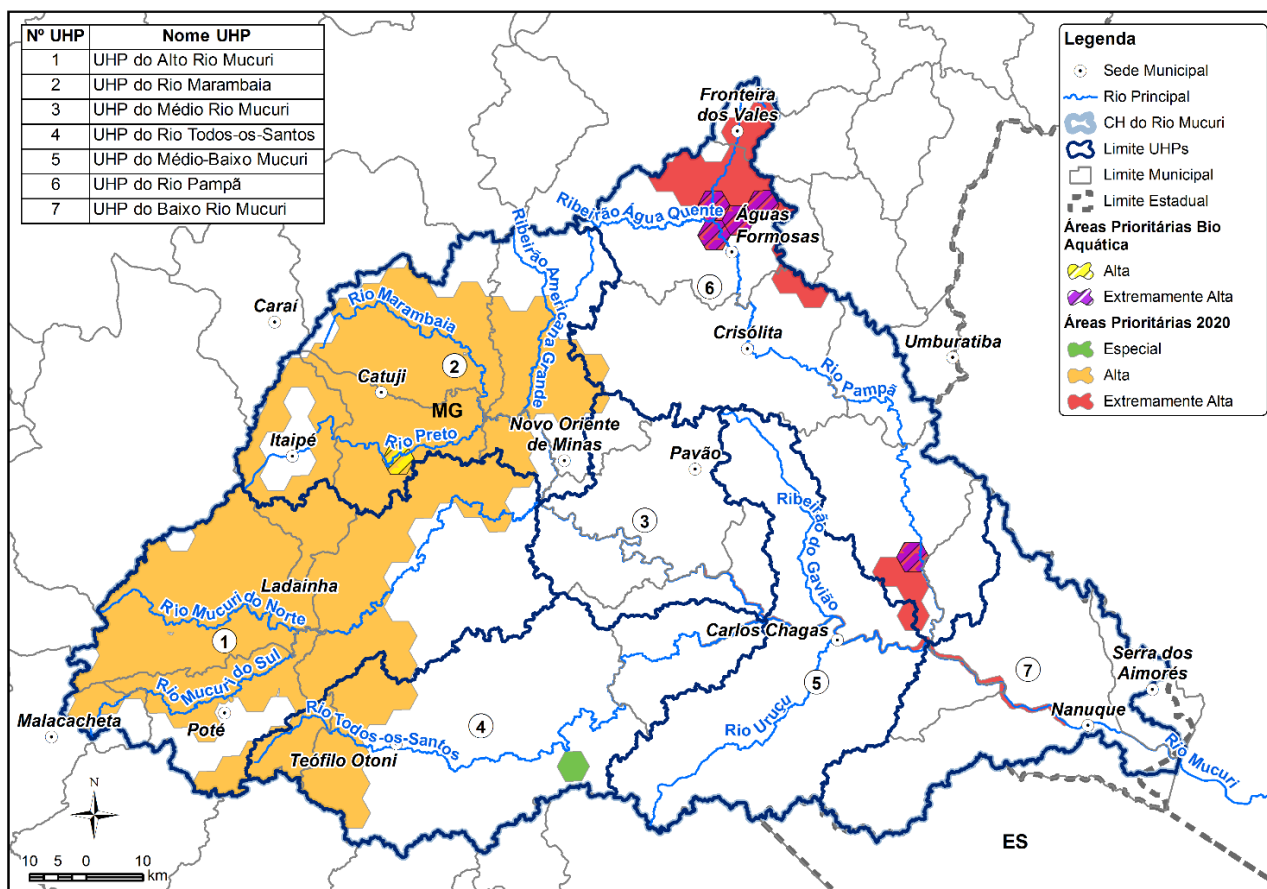 Nº UHP Nome UHP
1 UHP do Alto Rio Mucuri
2 UHP do Rio Marambaia
3 UHP do Médio Rio Mucuri
4 UHP do Rio Todos-os-Santos
5 UHP do Médio-Baixo Mucuri
6 UHP do Rio Pampã
7 UHP do Baixo Rio Mucuri
Legenda
Sede Municipal
Rio Principal
CH do Rio Mucuri
Limite UHPs
Limite Municipal
Limite Estadual
Áreas Prioritárias Bio
Aquática
Alta
Extremamente Alta
Áreas Prioritárias 2020
Especial
Alta
Extremamente Alta
Fronteira
dos Vales
Ribeirão Água Quente
Águas
Formosas
Ribeirão Americana Grande
6
Caraí
Rio Marambaia
Crisólita
Umburatiba
2
Catuji
Rio Pampã
MG
Novo Oriente
de Minas
Itaipé
Rio Preto
Pavão
Ribeirão do Gavião
3
Ladainha
Rio Mucuri do Norte
1
Carlos Chagas
Rio Mucuri do Sul
Serra dos
Aimorés
5
7
Malacacheta
Poté
4
Rio Todos-os-Santos
Rio Uruçu
Nanuque
Teófilo Otoni
Rio Mucuri
N
ES
10 5 0 10
km